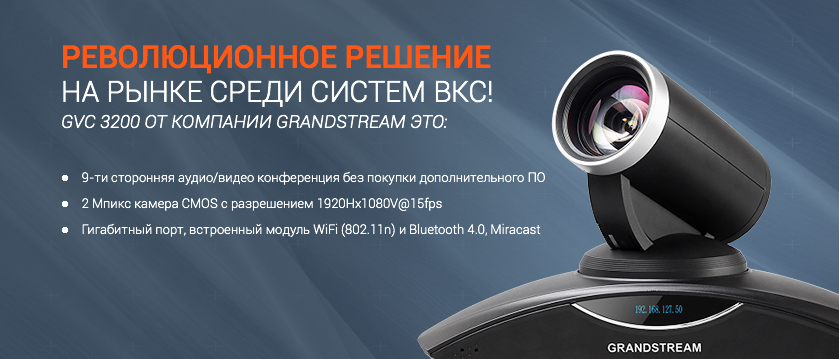 РЕВОЛЮЦИОННОЕ РЕШЕНИЕ
НА РЫНКЕ СРЕДИ СИСТЕМ ВКС!
GVC 3200 ОТ КОМПАНИИ GRANDSTREAM ЭТО:
• 9-ти сторонняя аудио/видео конференция без покупки дополнительного ПО
• 2 Мпикс камера CMOS с разрешением 1920Hx1080V@15fps
• Гигабитный порт, встроенный модуль WiFi (802.11n) и Bluetooth 4.0, Miracast
192.168.127.50
GRANDSTREAM